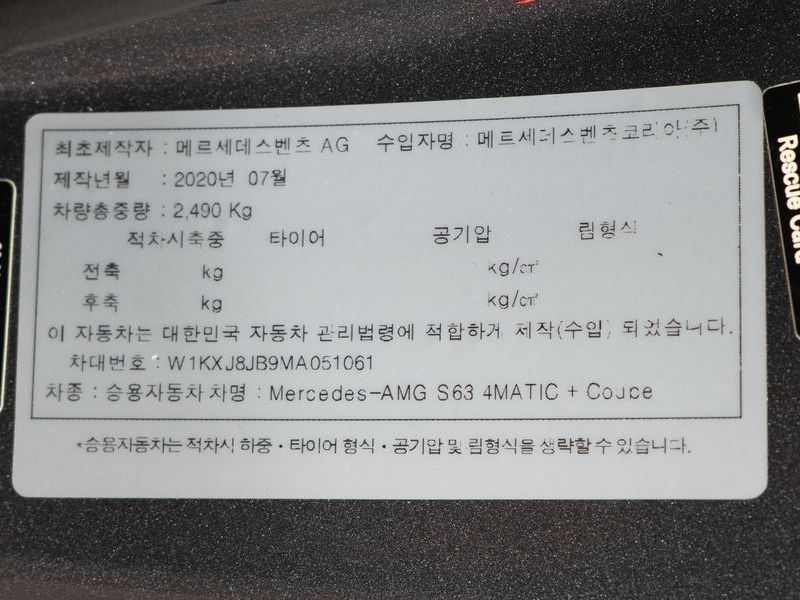 최초제작자 : 메르세데스벤츠 AG 수입자명 : 메르세데스벤츠코리아(주)
제작년월 : 2020년 07월
차량총중량 : 2,490 Kg
적차시축중 타이어 공기압 림형식
전축 kg kg/㎠
후축 kg kg/㎠
이 자동차는 대한민국 자동차 관리법령에 적합하게 제작(수입) 되었습니다.
차대번호 : W1KXJ8JB9MA051061
차종 : 승용자동차 차명 : Mercedes-AMG S63 4MATIC + Coupe
*승용자동차는 적차시 하중·타이어 형식·공기압 및 림형식을 생략할 수 있습니다.
Rescue Card